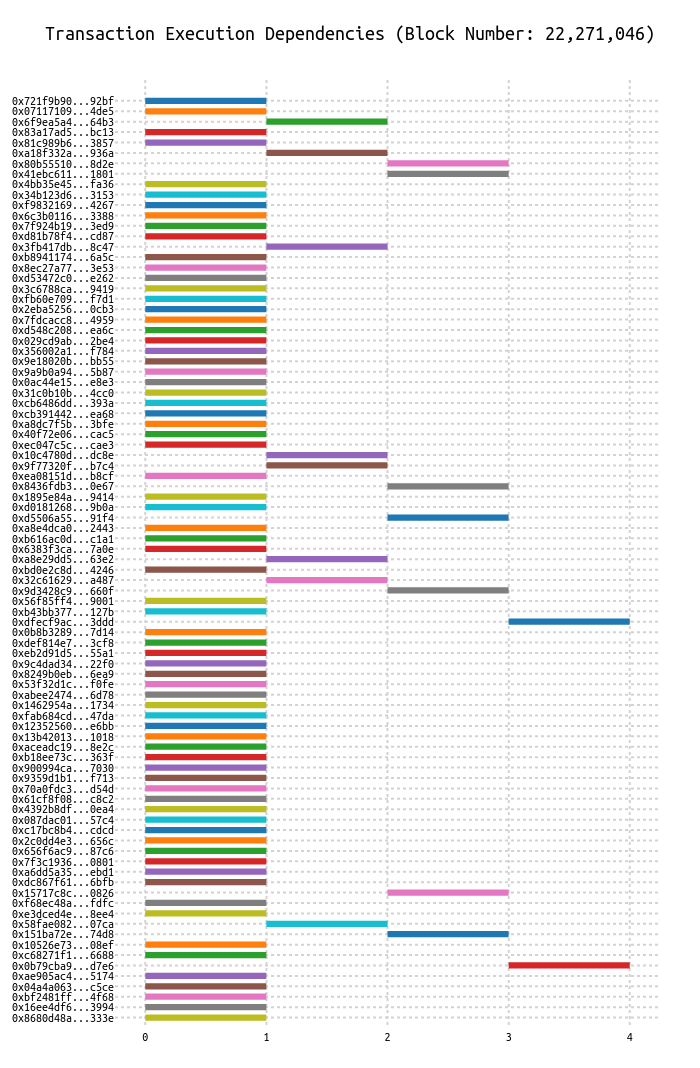 Transaction Execution Dependencies (Block Number: 22,271,046)
0x721f9b90...92bf
0x07117109...4de5
0x6f9ea5a4...64b3
0x83a17ad5...bc13
0x81c989b6...3857
0xa18f332a...936a
0x80b55510...8d2e
0x41ebc611...1801
0x4bb35e45...fa36
0x34b123d6...3153
0xf9832169...4267
0x6c3b0116...3388
0x7f924b19...3ed9
0xd81b78f4...cd87
0x3fb417db...8c47
0xb8941174...6a5c
0x8ec27a77...3e53
0xd53472c0...e262
0x3c6788ca...9419
0xfb60e709...f7d1
0x2eba5256...0cb3
0x7fdcacc8...4959
0xd548c208...ea6c
0x029cd9ab...2be4
0x356002a1...f784
0x9e18020b...bb55
0x9a9b0a94...5b87
0x0ac44e15...e8e3
0x31c0b10b...4cc0
0xcb6486dd...393a
0xcb391442...ea68
0xa8dc7f5b...3bfe
0x40f72e06...cac5
0xec047c5c...cae3
0x10c4780d...dc8e
0x9f77320f...b7c4
0xea08151d...b8cf
0x8436fdb3...0e67
0x1895e84a...9414
0xd0181268...9b0a
0xd5506a55...91f4
0xa8e4dca0...2443
0xb616ac0d...c1a1
0x6383f3ca...7a0e
0xa8e29dd5...63e2
0xbd0e2c8d...4246
0x32c61629...a487
0x9d3428c9...660f
0x56f85ff4...9001
0xb43bb377...127b
0xdfecf9ac...3ddd
0x0b8b3289...7d14
0xdef814e7...3cf8
0xeb2d91d5...55a1
0x9c4dad34...22f0
0x8249b0eb...6ea9
0x53f32d1c...f0fe
0xabee2474...6d78
0x1462954a...1734
0xfab684cd...47da
0x12352560...e6bb
0x13b42013...1018
0xaceadc19...8e2c
0xb18ee73c...363f
0x900994ca...7030
0x9359d1b1...f713
0x70a0fdc3...d54d
0x61cf8f08...c8c2
0x4392b8df...0ea4
0x087dac01...57c4
0xc17bc8b4...cdcd
0x2c0dd4e3...656c
0x656f6ac9...87c6
0x7f3c1936...0801
0xa6dd5a35...ebd1
0xdc867f61...6bfb
0x15717c8c...0826
0xf68ec48a...fdfc
0xe3dced4e...8ee4
0x58fae082...07ca
0x151ba72e...74d8
0x10526e73...08ef
0xc68271f1...6688
0x0b79cba9...d7e6
0xae905ac4...5174
0x04a4a063...c5ce
0xbf2481ff...4f68
0x16ee4df6...3994
0x8680d48a...333e
0 1 2 3 4